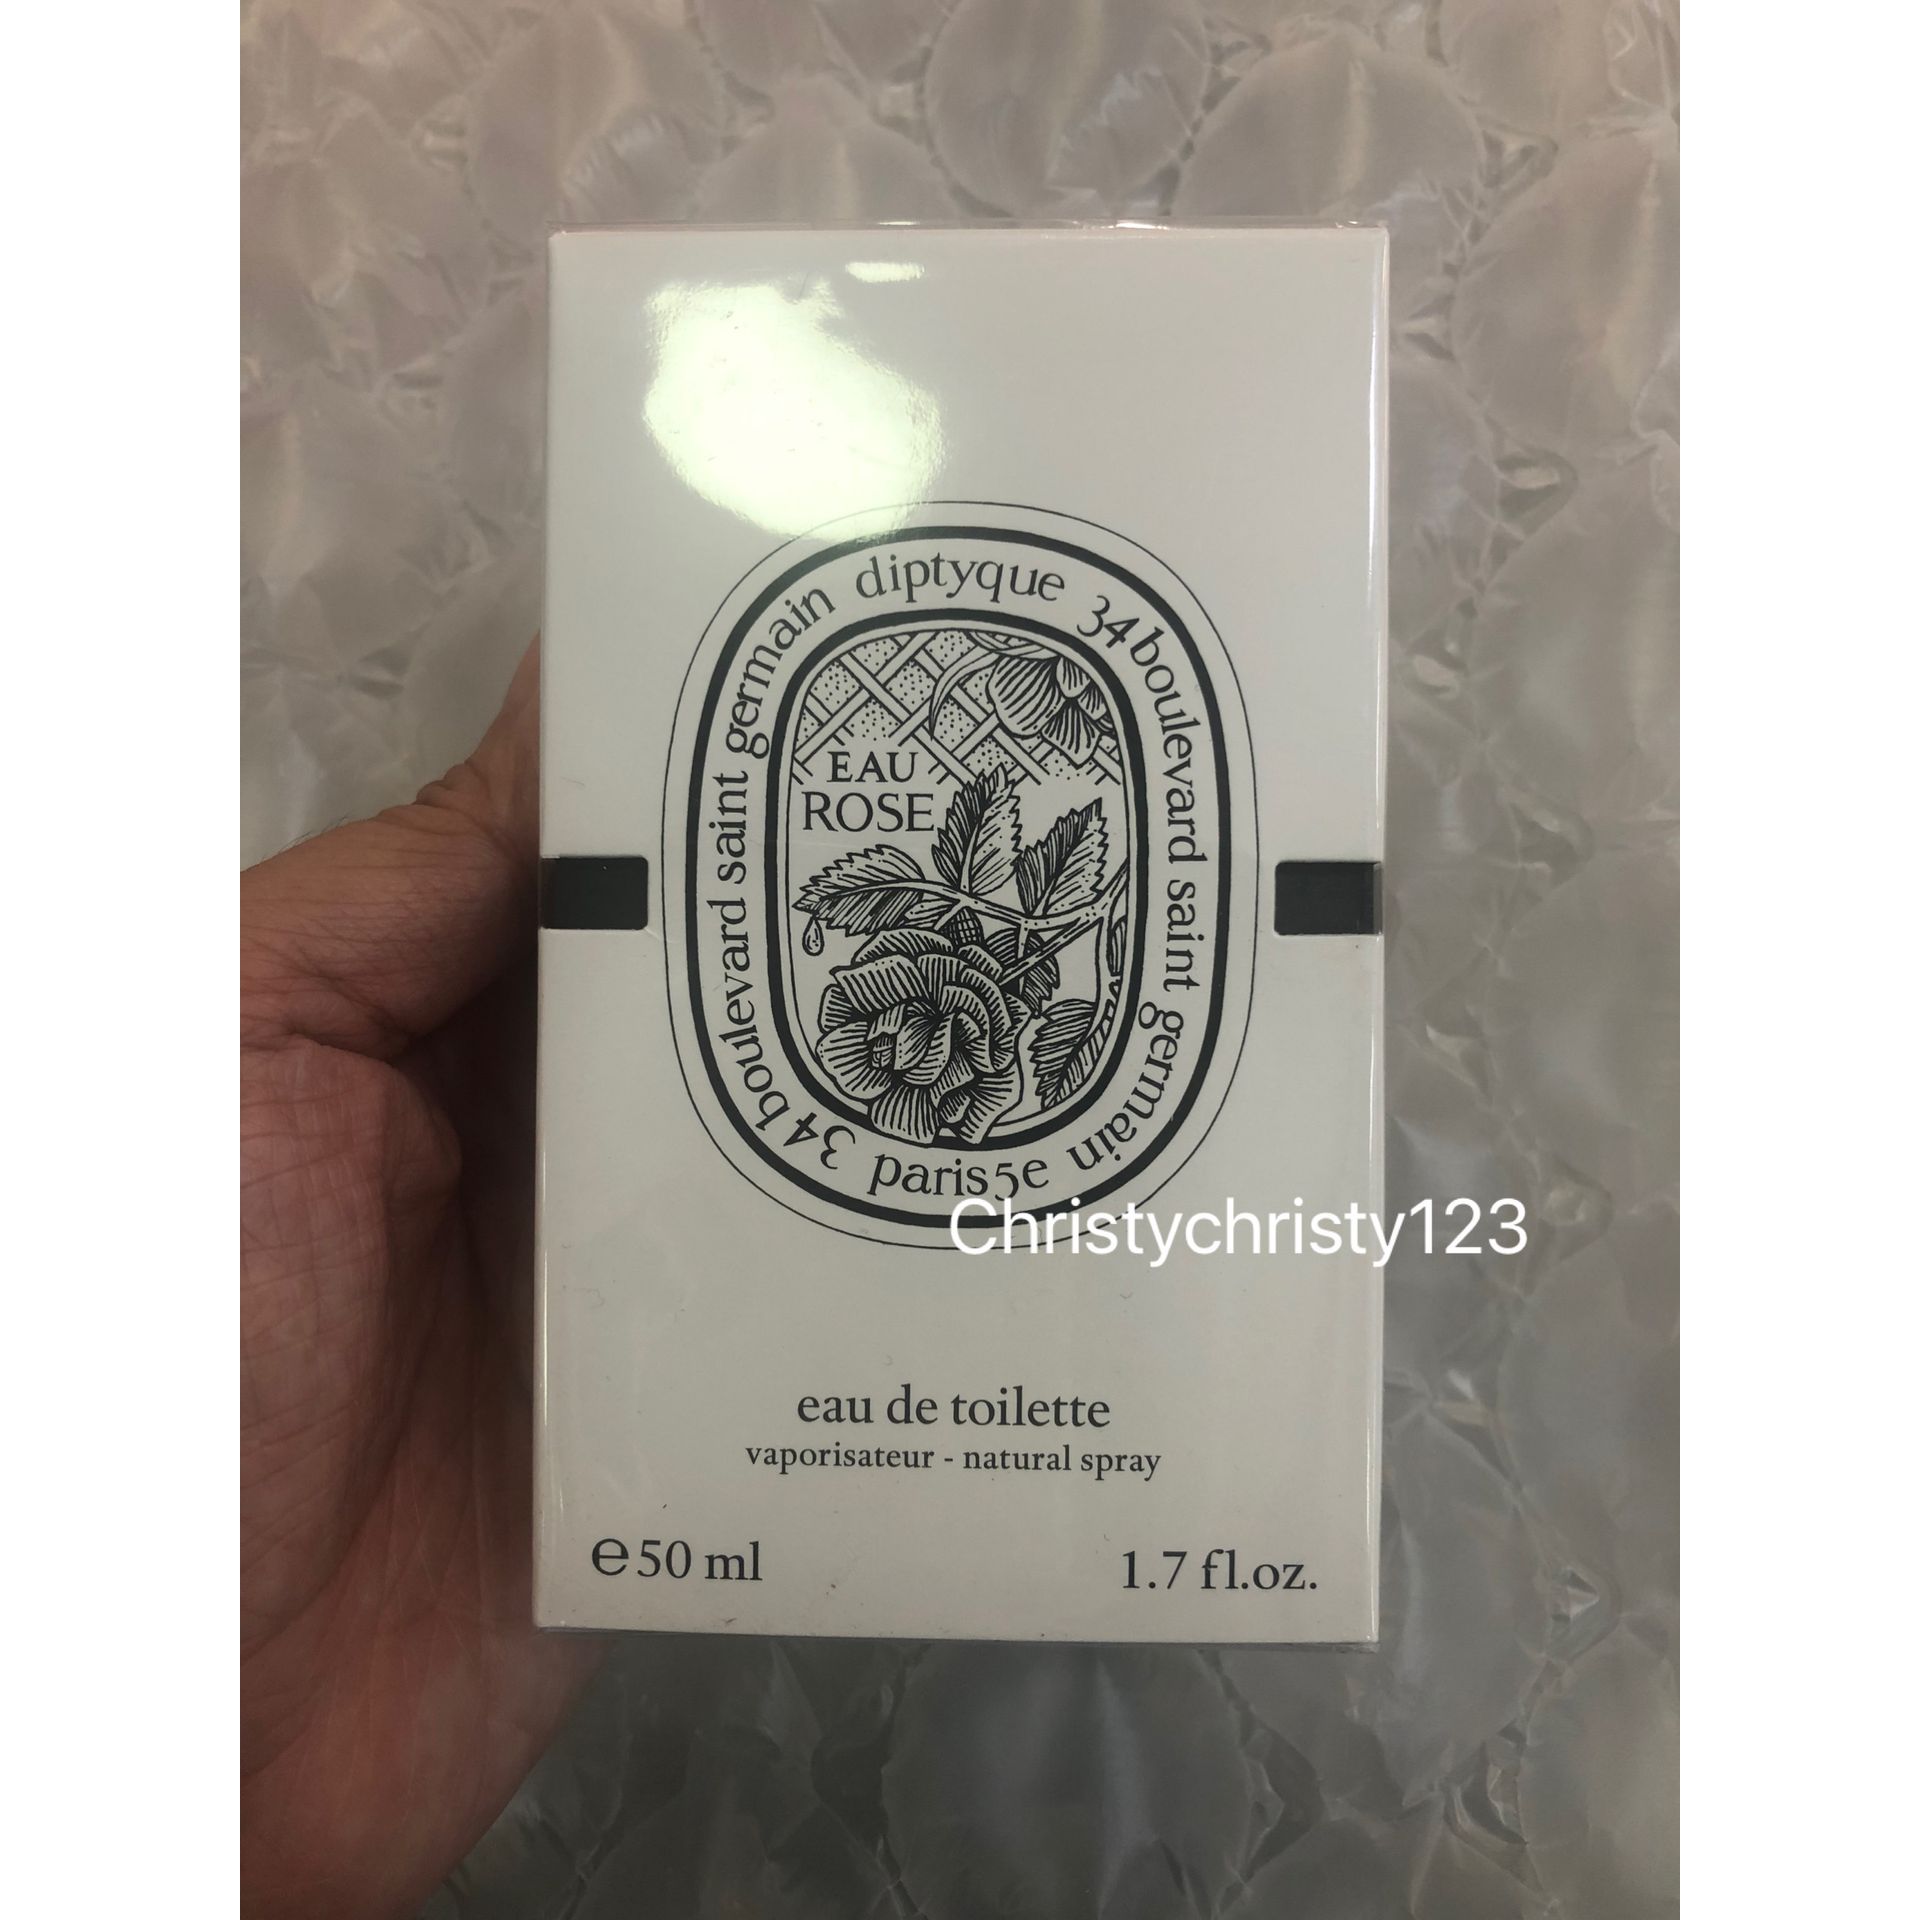 diptyque 34 boulevard saint germain paris 5e 34 boulevard saint germain
EAU
ROSE
Christychristy123
eau de toilette
vaporisateur - natural spray
℮50 ml 1.7 fl.oz.